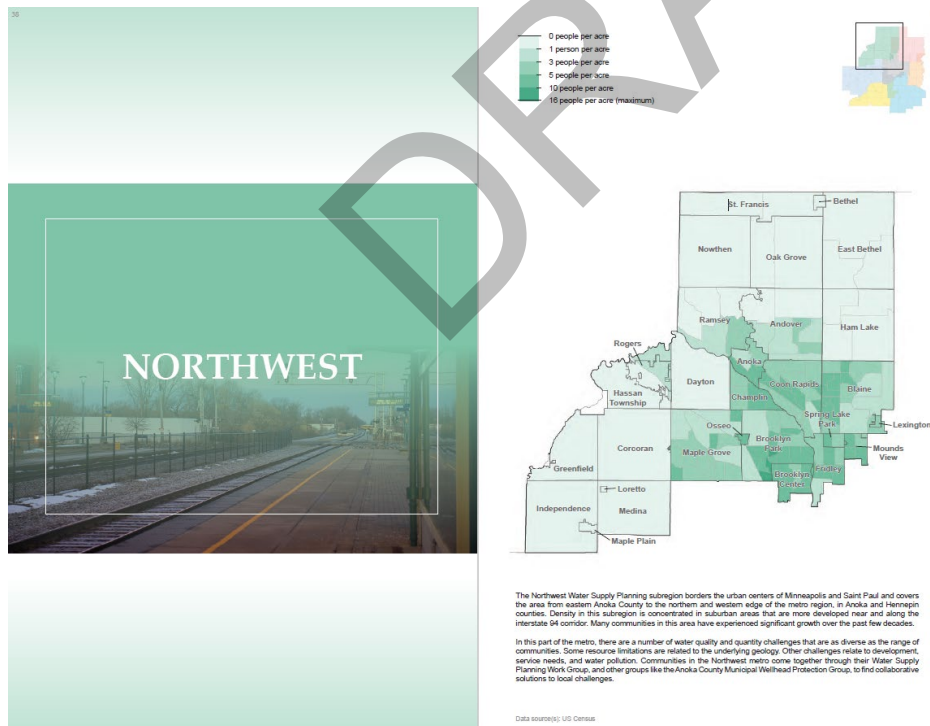 36
DRA
NORTHWEST
0 people per acre
1 person per acre
3 people per acre
5 people per acre
10 people per acre
16 people per acre (maximum)
St. Francis
Bethel
Nowthen
Oak Grove
East Bethel
Ramsey
Andover
Ham Lake
Rogers
Anoka
Dayton
Coon Rapids
Blaine
Hassan
Township
Champlin
Spring Lake
Park
Lexington
Osseo
Brooklyn
Park
Mounds
View
Corcoran
Maple Grove
Greenfield
Brooklyn
Center
Fridley
Loretto
Independence
Medina
Maple Plain
The Northwest Water Supply Planning subregion borders the urban centers of Minneapolis and Saint Paul and covers
the area from eastern Anoka County to the northern and western edge of the metro region, in Anoka and Hennepin
counties. Density in this subregion is concentrated in suburban areas that are more developed near and along the
interstate 94 corridor. Many communities in this area have experienced significant growth over the past few decades.
In this part of the metro, there are a number of water quality and quantity challenges that are as diverse as the range of
communities. Some resource limitations are related to the underlying geology. Other challenges relate to development,
service needs, and water pollution. Communities in the Northwest metro come together through their Water Supply
Planning Work Group, and other groups like the Anoka County Municipal Wellhead Protection Group, to find collaborative
solutions to local challenges.
Data source(s): US Census